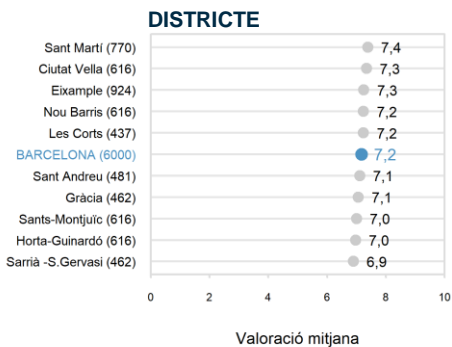 DISTRICTE
Sant Martí (770) 7,4
Ciutat Vella (616) 7,3
Eixample (924) 7,3
Nou Barris (616) 7,2
Les Corts (437) 7,2
BARCELONA (6000) 7,2
Sant Andreu (481) 7,1
Gràcia (462) 7,1
Sants-Montjuïc (616) 7,0
Horta-Guinardó (616) 7,0
Sarrià -S.Gervasi (462) 6,9
0 2 4 6 8 10
Valoració mitjana